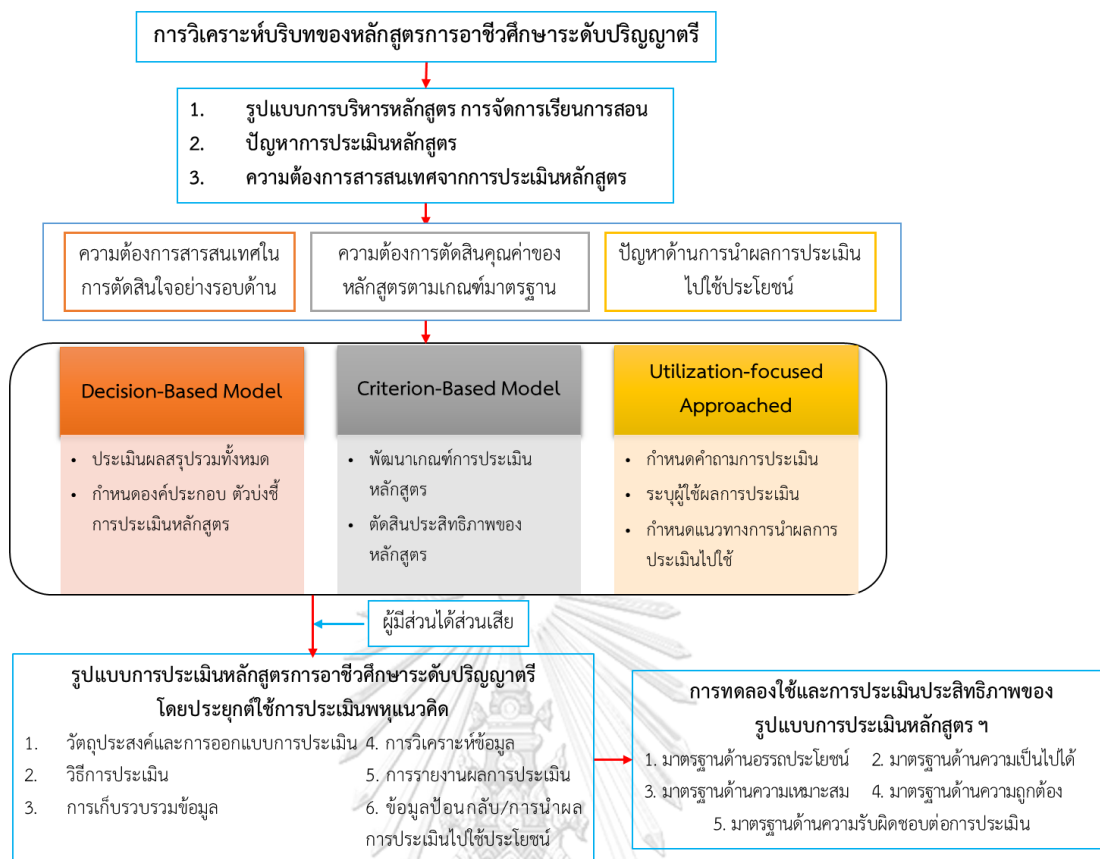 การวิเคราะห์บริบทของหลักสูตรการอาชีวศึกษาระดับปริญญาตรี
1. รูปแบบการบริหารหลักสูตร การจัดการเรียนการสอน
2. ปัญหาการประเมินหลักสูตร
3. ความต้องการสารสนเทศจากการประเมินหลักสูตร
ความต้องการสารสนเทศใน
การตัดสินใจอย่างรอบด้าน
ความต้องการตัดสินคุณค่าของ
หลักสูตรตามเกณฑ์มาตรฐาน
ปัญหาด้านการนำผลการประเมิน
ไปใช้ประโยชน์
Decision-Based Model
• ประเมินผลสรุปรวมทั้งหมด
• กำหนดองค์ประกอบ ตัวบ่งชี้
การประเมินหลักสูตร
Criterion-Based Model
• พัฒนาเกณฑ์การประเมิน
หลักสูตร
• ตัดสินประสิทธิภาพของ
หลักสูตร
Utilization-focused
Approached
• กำหนดคำถามการประเมิน
• ระบุผู้ใช้ผลการประเมิน
• กำหนดแนวทางการนำผลการ
ประเมินไปใช้
ผู้มีส่วนได้ส่วนเสีย
รูปแบบการประเมินหลักสูตรการอาชีวศึกษาระดับปริญญาตรี
โดยประยุกต์ใช้การประเมินพหุแนวคิด
1. วัตถุประสงค์และการออกแบบการประเมิน
2. วิธีการประเมิน
3. การเก็บรวบรวมข้อมูล
4. การวิเคราะห์ข้อมูล
5. การรายงานผลการประเมิน
6. ข้อมูลป้อนกลับ/การนำผล
การประเมินไปใช้ประโยชน์
การทดลองใช้และการประเมินประสิทธิภาพของ
รูปแบบการประเมินหลักสูตร ฯ
1. มาตรฐานด้านอรรถประโยชน์ 2. มาตรฐานด้านความเป็นไปได้
3. มาตรฐานด้านความเหมาะสม 4. มาตรฐานด้านความถูกต้อง
5. มาตรฐานด้านความรับผิดชอบต่อการประเมิน